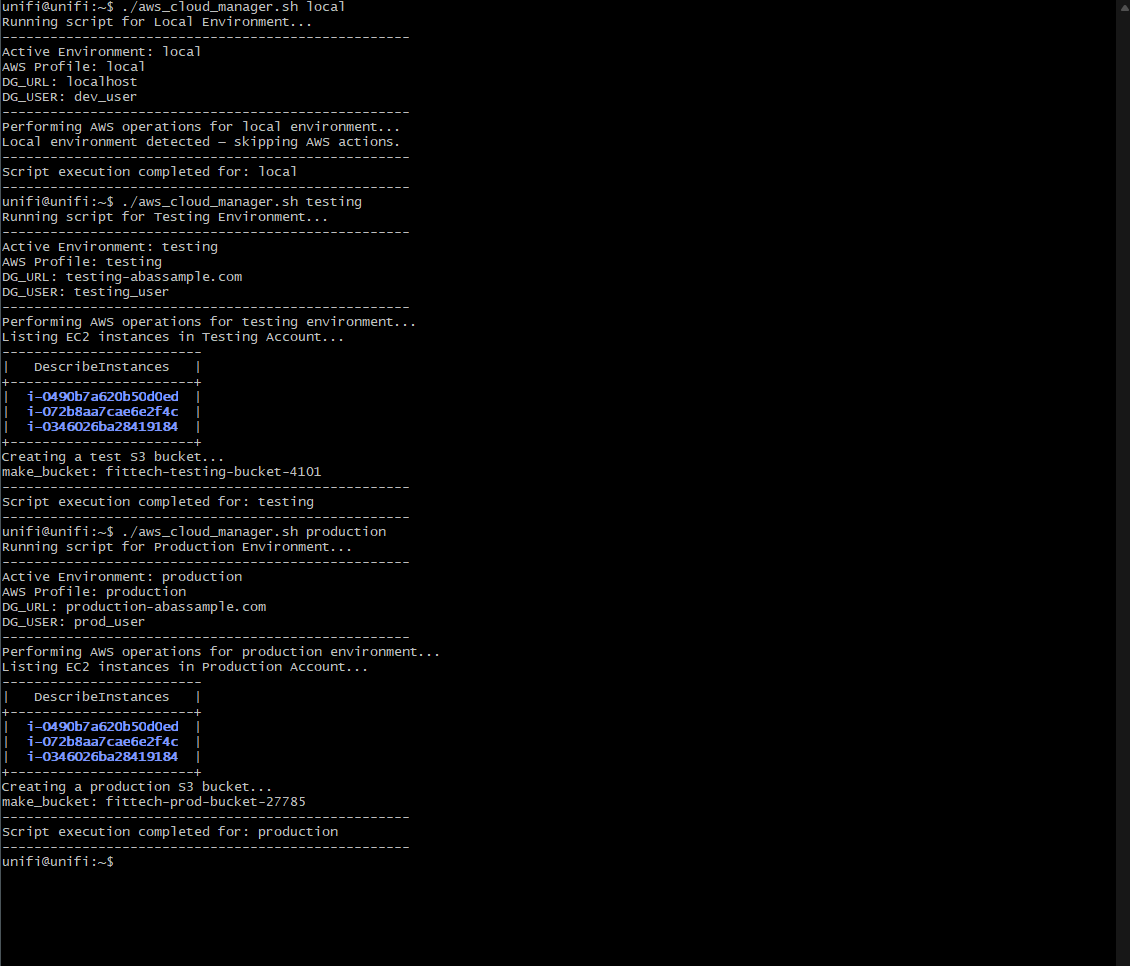 unifi@unifi:~$ ./aws_cloud_manager.sh local
Running script for Local Environment...
---------------------------------------------------
Active Environment: local
AWS Profile: local
DG_URL: localhost
DG_USER: dev_user
---------------------------------------------------
Performing AWS operations for local environment...
Local environment detected — skipping AWS actions.
---------------------------------------------------
Script execution completed for: local
---------------------------------------------------
unifi@unifi:~$ ./aws_cloud_manager.sh testing
Running script for Testing Environment...
---------------------------------------------------
Active Environment: testing
AWS Profile: testing
DG_URL: testing-abassample.com
DG_USER: testing_user
---------------------------------------------------
Performing AWS operations for testing environment...
Listing EC2 instances in Testing Account...
-------------------------
|   DescribeInstances   |
+-----------------------+
|  i-0490b7a620b50d0ed  |
|  i-072b8aa7cae6e2f4c  |
|  i-0346026ba28419184  |
+-----------------------+
Creating a test S3 bucket...
make_bucket: fittech-testing-bucket-4101
---------------------------------------------------
Script execution completed for: testing
---------------------------------------------------
unifi@unifi:~$ ./aws_cloud_manager.sh production
Running script for Production Environment...
---------------------------------------------------
Active Environment: production
AWS Profile: production
DG_URL: production-abassample.com
DG_USER: prod_user
---------------------------------------------------
Performing AWS operations for production environment...
Listing EC2 instances in Production Account...
-------------------------
|   DescribeInstances   |
+-----------------------+
|  i-0490b7a620b50d0ed  |
|  i-072b8aa7cae6e2f4c  |
|  i-0346026ba28419184  |
+-----------------------+
Creating a production S3 bucket...
make_bucket: fittech-prod-bucket-27785
---------------------------------------------------
Script execution completed for: production
---------------------------------------------------
unifi@unifi:~$